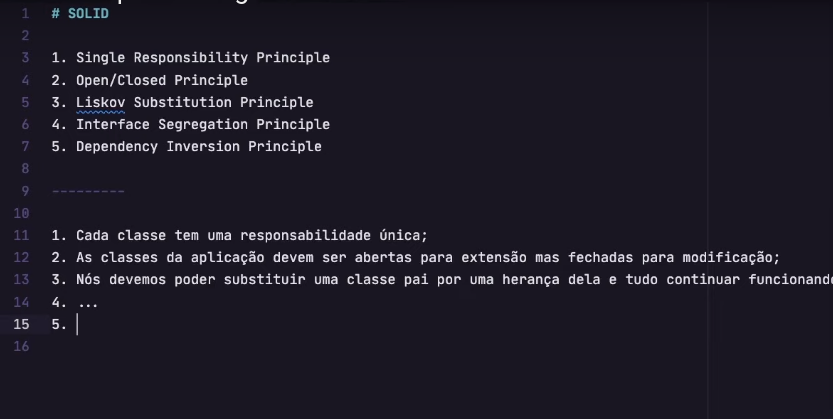 1 # SOLID
2
3 1. Single Responsibility Principle
4 2. Open/Closed Principle
5 3. Liskov Substitution Principle
6 4. Interface Segregation Principle
7 5. Dependency Inversion Principle
8
9 ---------
10
11 1. Cada classe tem uma responsabilidade única;
12 2. As classes da aplicação devem ser abertas para extensão mas fechadas para modificação;
13 3. Nós devemos poder substituir uma classe pai por uma herança dela e tudo continuar
14 4. ...
15 5.
16